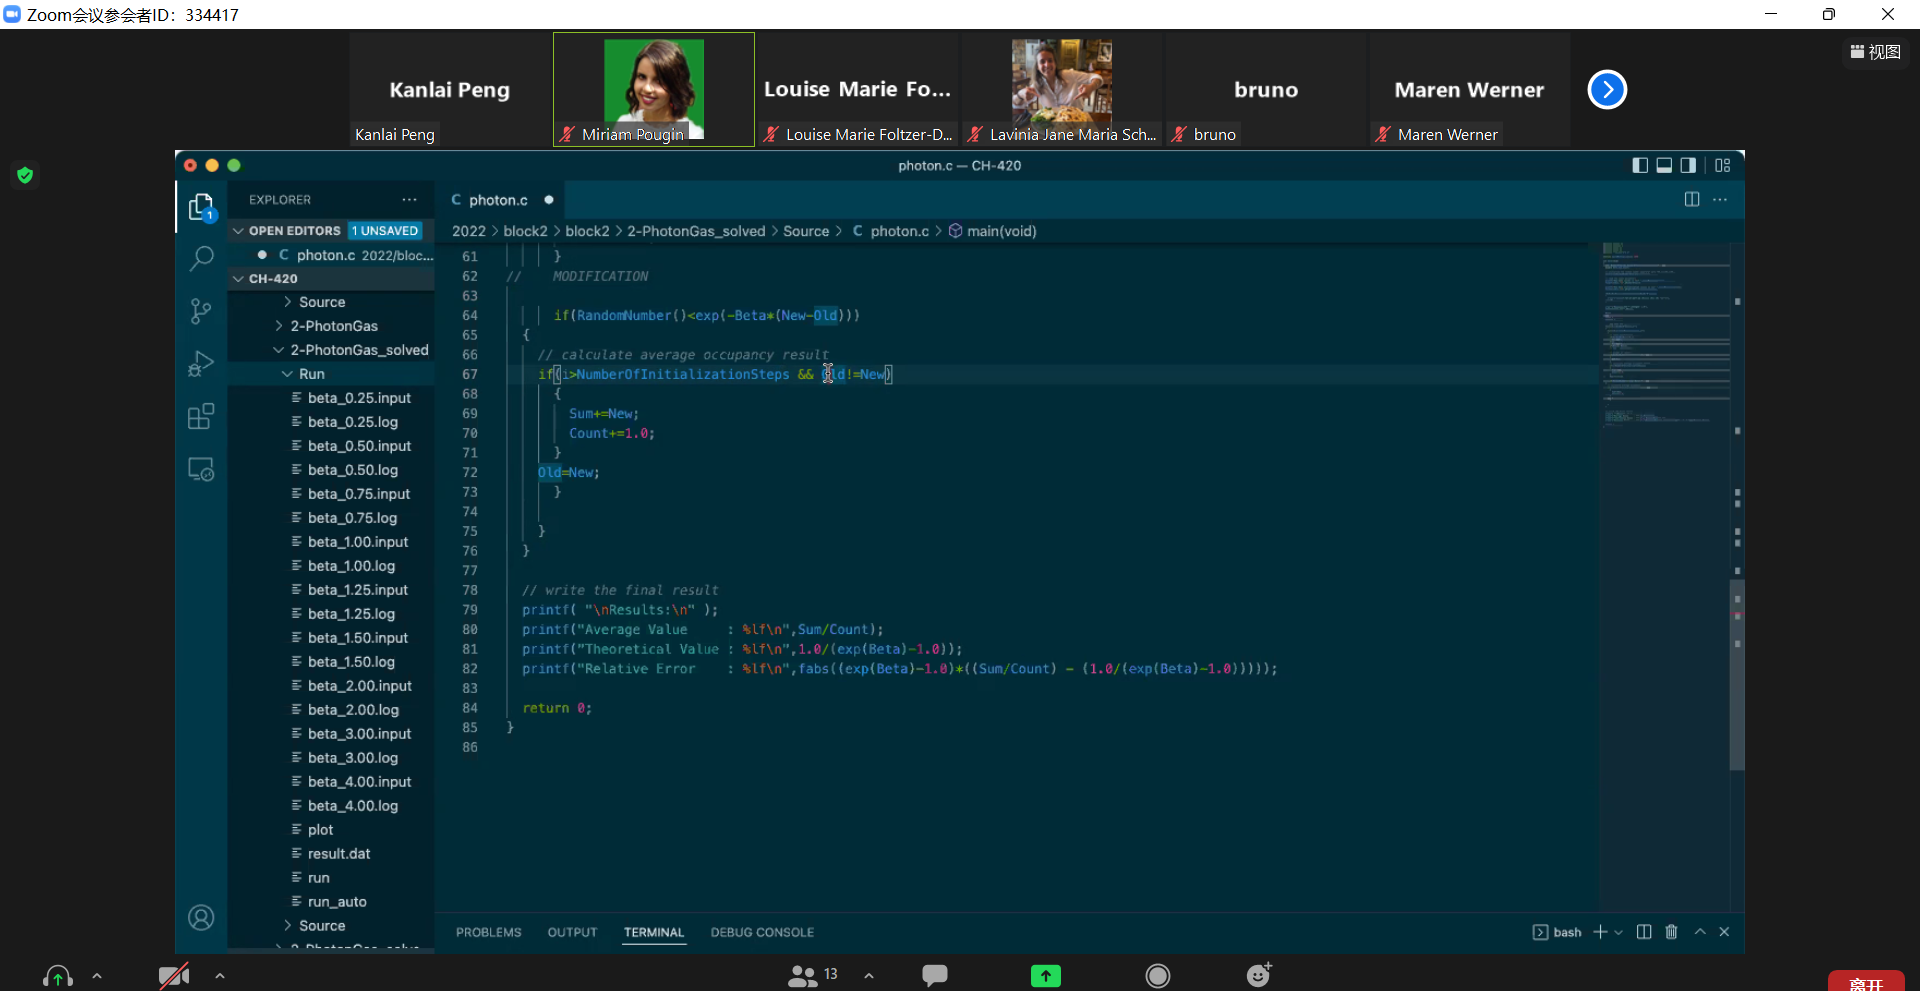 Zoom会议参会者ID：334417
视图
Kanlai Peng
Kanlai Peng
Miriam Pougin
Louise Marie Fo...
Louise Marie Foltzer-D...
Lavinia Jane Maria Sch...
bruno
bruno
Maren Werner
Maren Werner
photon.c — CH-420
EXPLORER
1
OPEN EDITORS 1 UNSAVED
C photon.c 2022/bloc...
CH-420
Source
2-PhotonGas
2-PhotonGas_solved
Run
beta_0.25.input
beta_0.25.log
beta_0.50.input
beta_0.50.log
beta_0.75.input
beta_0.75.log
beta_1.00.input
beta_1.00.log
beta_1.25.input
beta_1.25.log
beta_1.50.input
beta_1.50.log
beta_2.00.input
beta_2.00.log
beta_3.00.input
beta_3.00.log
beta_4.00.input
beta_4.00.log
plot
result.dat
run
run_auto
Source
C photon.c
2022 > block2 > block2 > 2-PhotonGas_solved > Source > C photon.c > main(void)
61 }
62 // MODIFICATION
63
64 if(RandomNumber()<exp(-Beta*(New-Old)))
65 {
66 // calculate average occupancy result
67 if(i>NumberOfInitializationSteps && Old!=New)
68 {
69 Sum+=New;
70 Count+=1.0;
71 }
72 Old=New;
73 }
74
75 }
76 }
77
78 // write the final result
79 printf( "\nResults:\n" );
80 printf("Average Value : %lf\n",Sum/Count);
81 printf("Theoretical Value : %lf\n",1.0/(exp(Beta)-1.0));
82 printf("Relative Error : %lf\n",fabs((exp(Beta)-1.0)*((Sum/Count) - (1.0/(exp(Beta)-1.0)))));
83
84 return 0;
85 }
86
PROBLEMS OUTPUT TERMINAL DEBUG CONSOLE
bash
13
离开